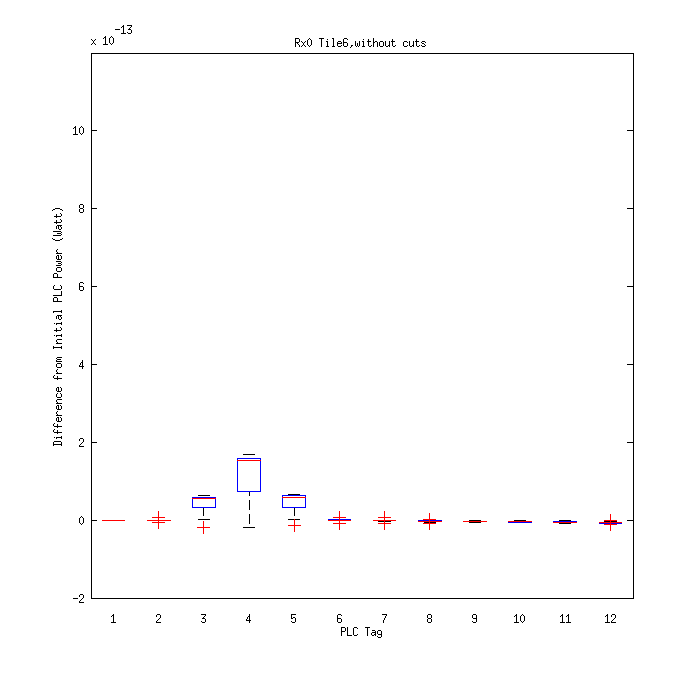 x 10
-13
Rx0 Tile6,without cuts
10
8
6
4
2
0
-2
Difference from Initial PLC Power (Watt)
1 2 3 4 5 6 7 8 9 10 11 12
PLC Tag